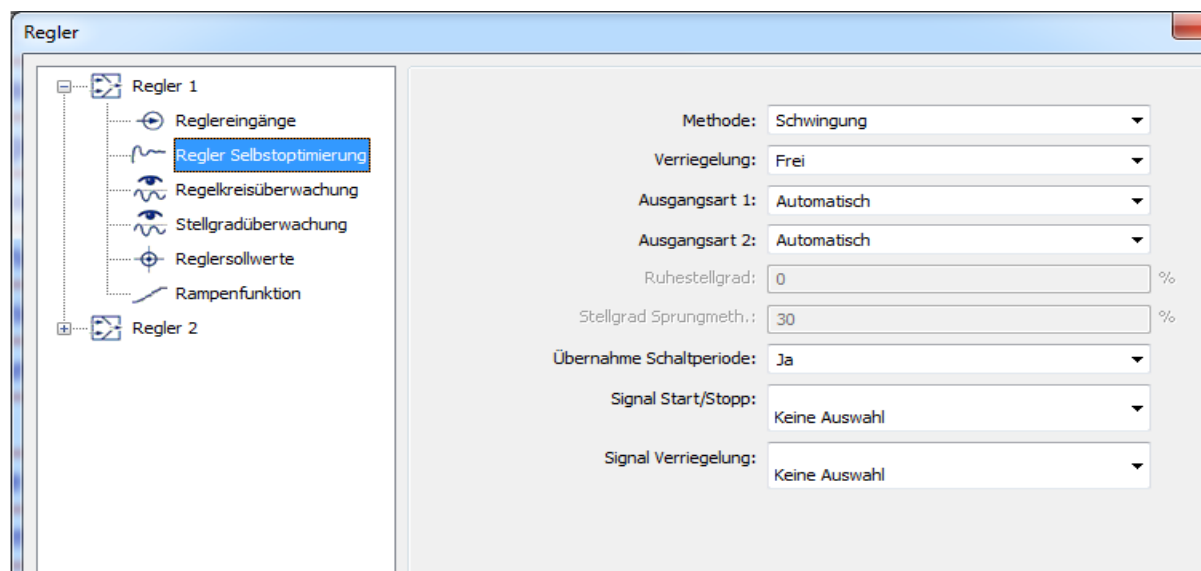 Regler
Regler 1
Reglereingänge
Regler Selbstoptimierung
Regelkreisüberwachung
Stellgradüberwachung
Reglersollwerte
Rampenfunktion
Regler 2
Methode: Schwingung
Verriegelung: Frei
Ausgangsart 1: Automatisch
Ausgangsart 2: Automatisch
Ruhestellgrad: 0 %
Stellgrad Sprungmeth.: 30 %
Übernahme Schaltperiode: Ja
Signal Start/Stopp: Keine Auswahl
Signal Verriegelung: Keine Auswahl